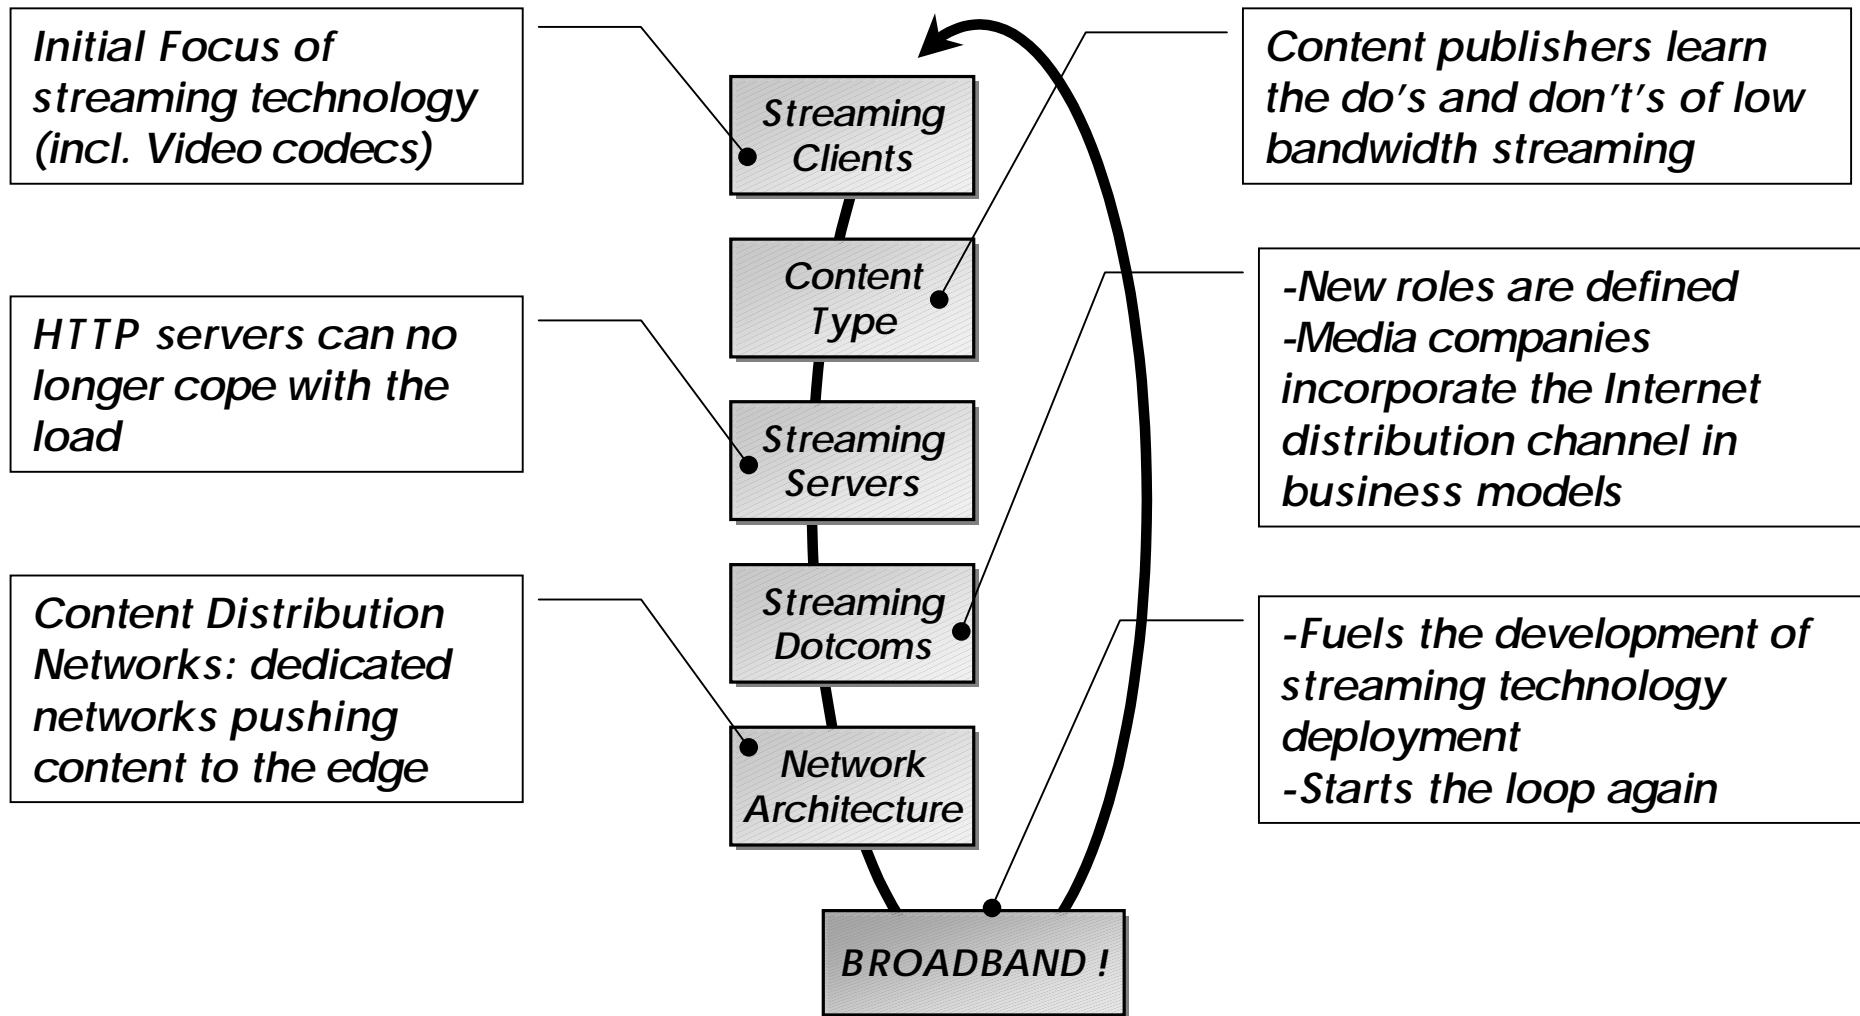 Initial Focus of
streaming technology
(incl. Video codecs)
Streaming
Clients
Content publishers learn
the do's and don't's of low
bandwidth streaming
Content
Type
HTTP servers can no
longer cope with the
load
Streaming
Servers
-New roles are defined
-Media companies
incorporate the Internet
distribution channel in
business models
Streaming
Dotcoms
Content Distribution
Networks: dedicated
networks pushing
content to the edge
Network
Architecture
-Fuels the development of
streaming technology
deployment
-Starts the loop again
BROADBAND !